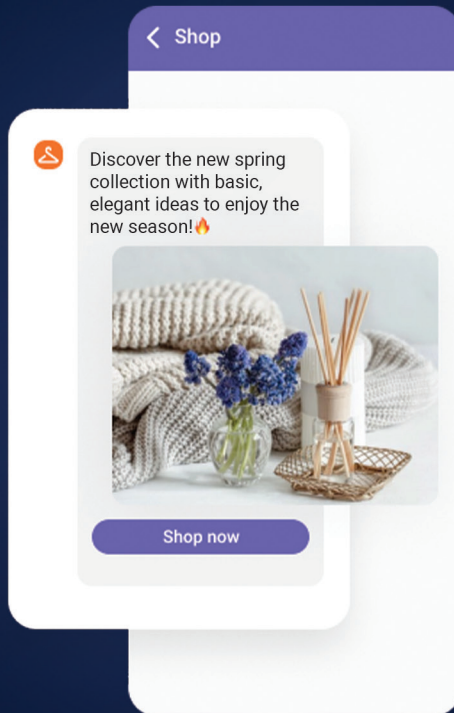 Shop
Discover the new spring
collection with basic,
elegant ideas to enjoy the
new season!🔥
Shop now